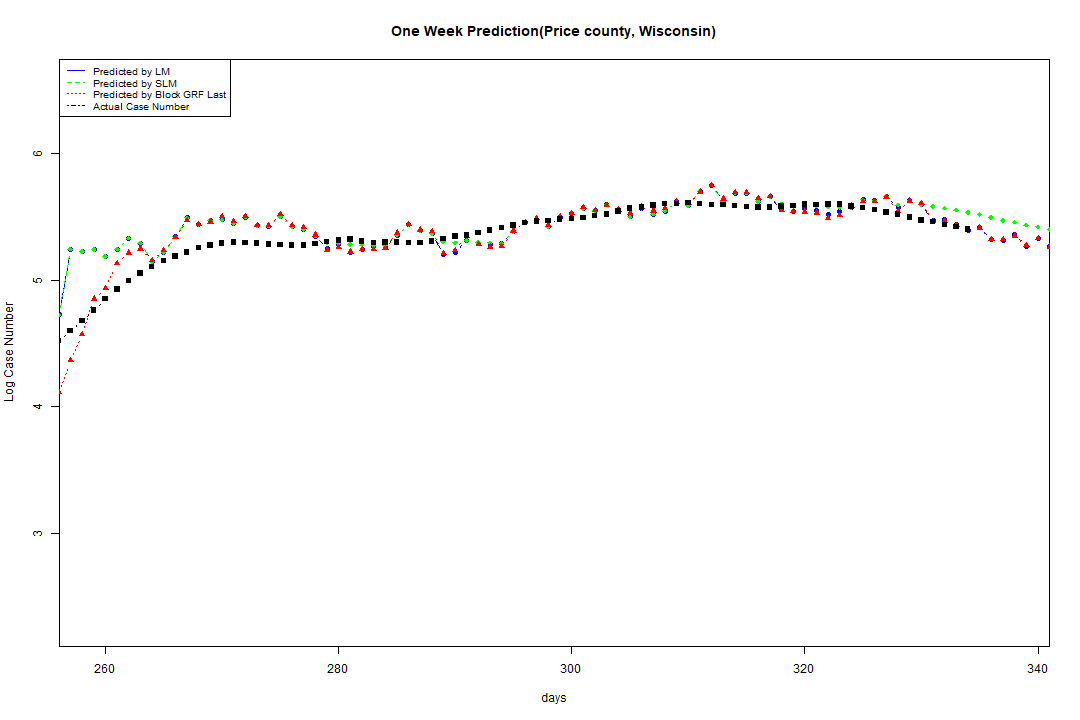 One Week Prediction(Price county, Wisconsin)
Predicted by LM
Predicted by SLM
Predicted by Block GRF Last
Actual Case Number
6
5
4
3
Log Case Number
260 280 300 320 340
days